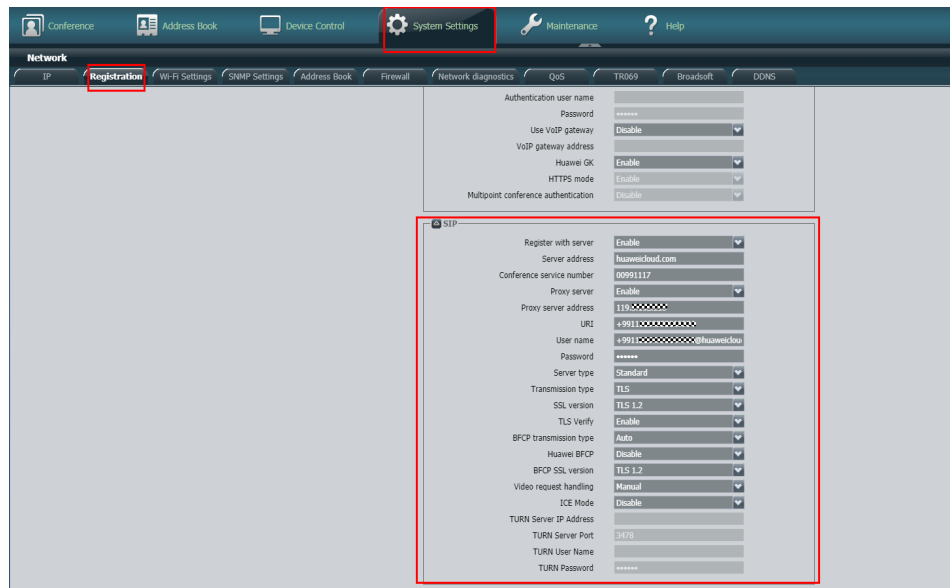 Conference Address Book Device Control System Settings Maintenance ? Help
Network
IP Registration Wi-Fi Settings SNMP Settings Address Book Firewall Network diagnostics QoS TR069 Broadsoft DDNS
Authentication user name
Password ••••••
Use VoIP gateway Disable
VoIP gateway address
Huawei GK Enable
HTTPS mode Enable
Multipoint conference authentication Disable
SIP
Register with server Enable
Server address huaweicloud.com
Conference service number 00991117
Proxy server Enable
Proxy server address 119.
URI +9911
User name +9911 @huaweiclou
Password ••••••
Server type Standard
Transmission type TLS
SSL version TLS 1.2
TLS Verify Enable
BFCP transmission type Auto
Huawei BFCP Disable
BFCP SSL version TLS 1.2
Video request handling Manual
ICE Mode Disable
TURN Server IP Address
TURN Server Port 3478
TURN User Name
TURN Password ••••••